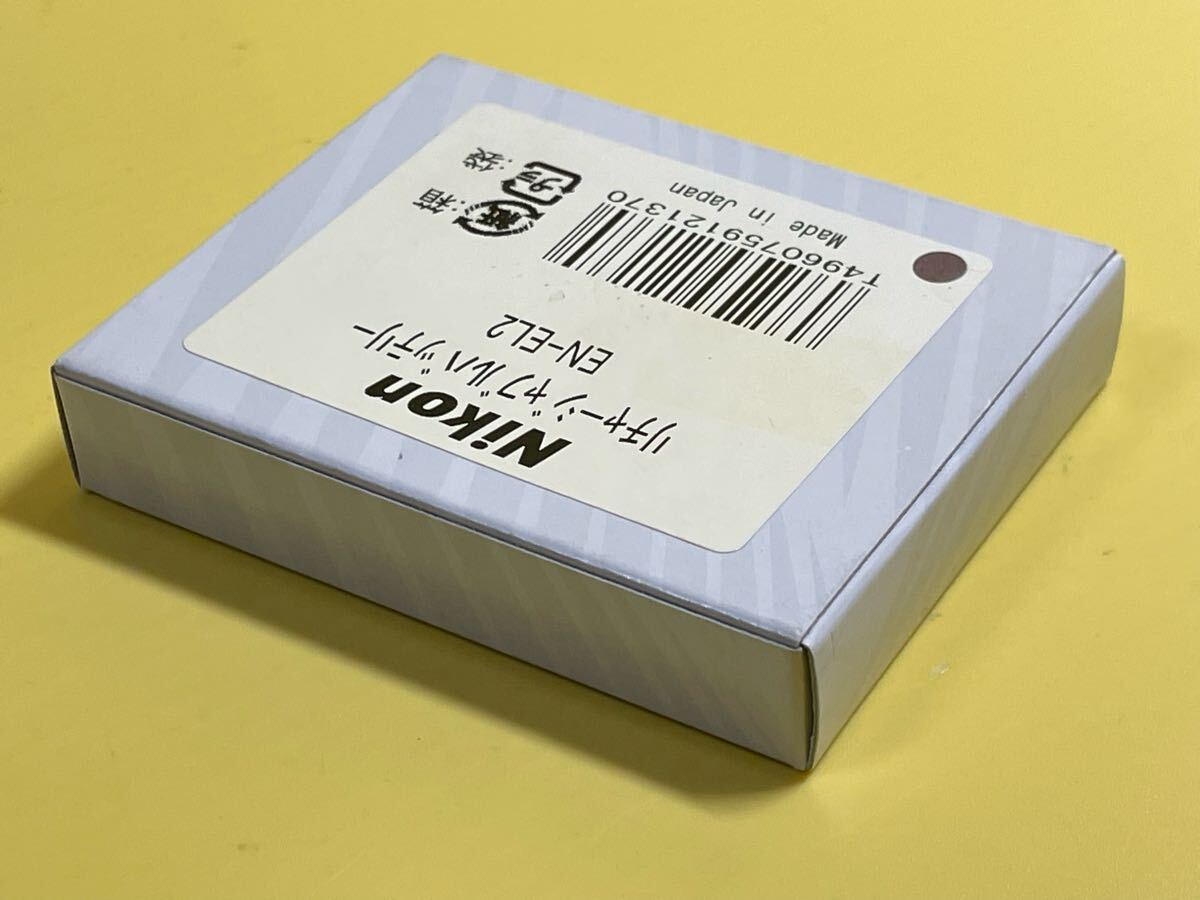 Nikon
リチャージャブルバッテリー
EN-EL2
T4960759121370
Made in Japan
紙:箱
プラ:袋